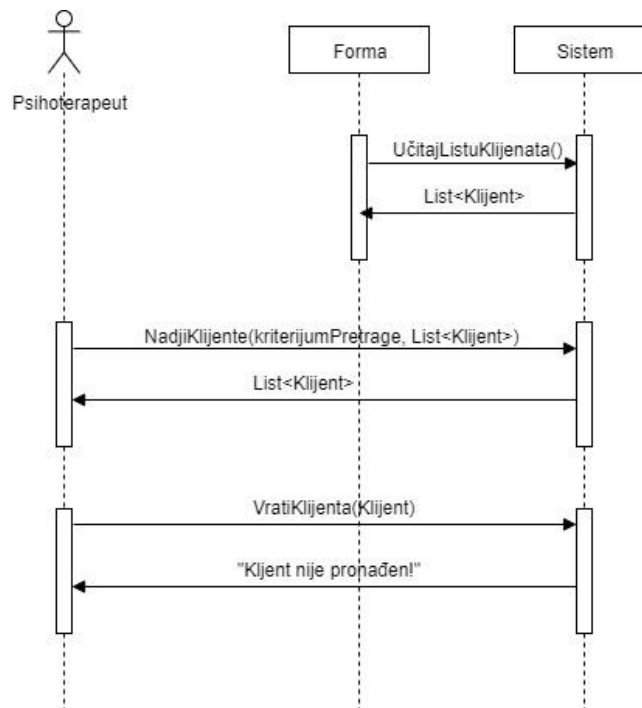 Forma
Sistem
Psihoterapeut
UčitajListuKlijenata()
List<Klijent>
NadjiKlijente(kriterijumPretrage, List<Klijent>)
List<Klijent>
VratiKlijenta(Klijent)
"Kljent nije pronađen!"